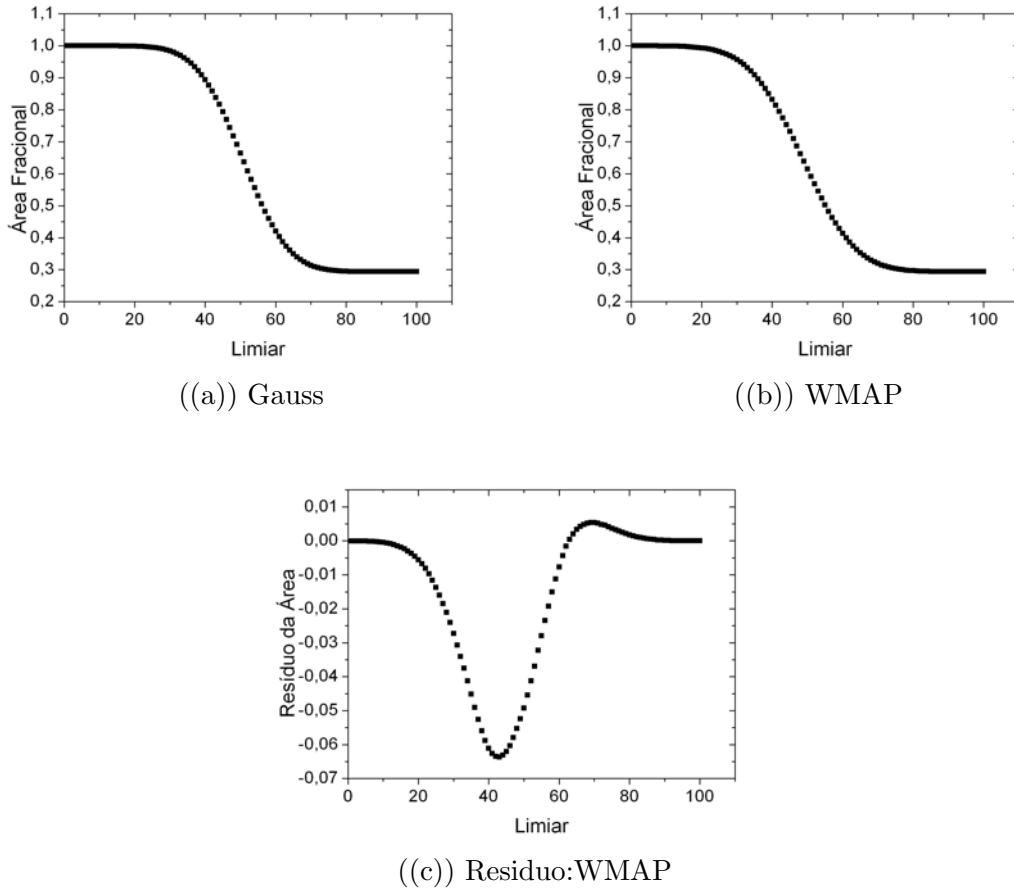 1,1
1,0
0,9
0,8
0,7
0,6
0,5
0,4
0,3
0,2
Área Fracional
0 20 40 60 80 100
Limiar
((a)) Gauss
1,1
1,0
0,9
0,8
0,7
0,6
0,5
0,4
0,3
0,2
Área Fracional
0 20 40 60 80 100
Limiar
((b)) WMAP
0,01
0,00
-0,01
-0,02
-0,03
-0,04
-0,05
-0,06
-0,07
Resíduo da Área
0 20 40 60 80 100
Limiar
((c)) Residuo:WMAP